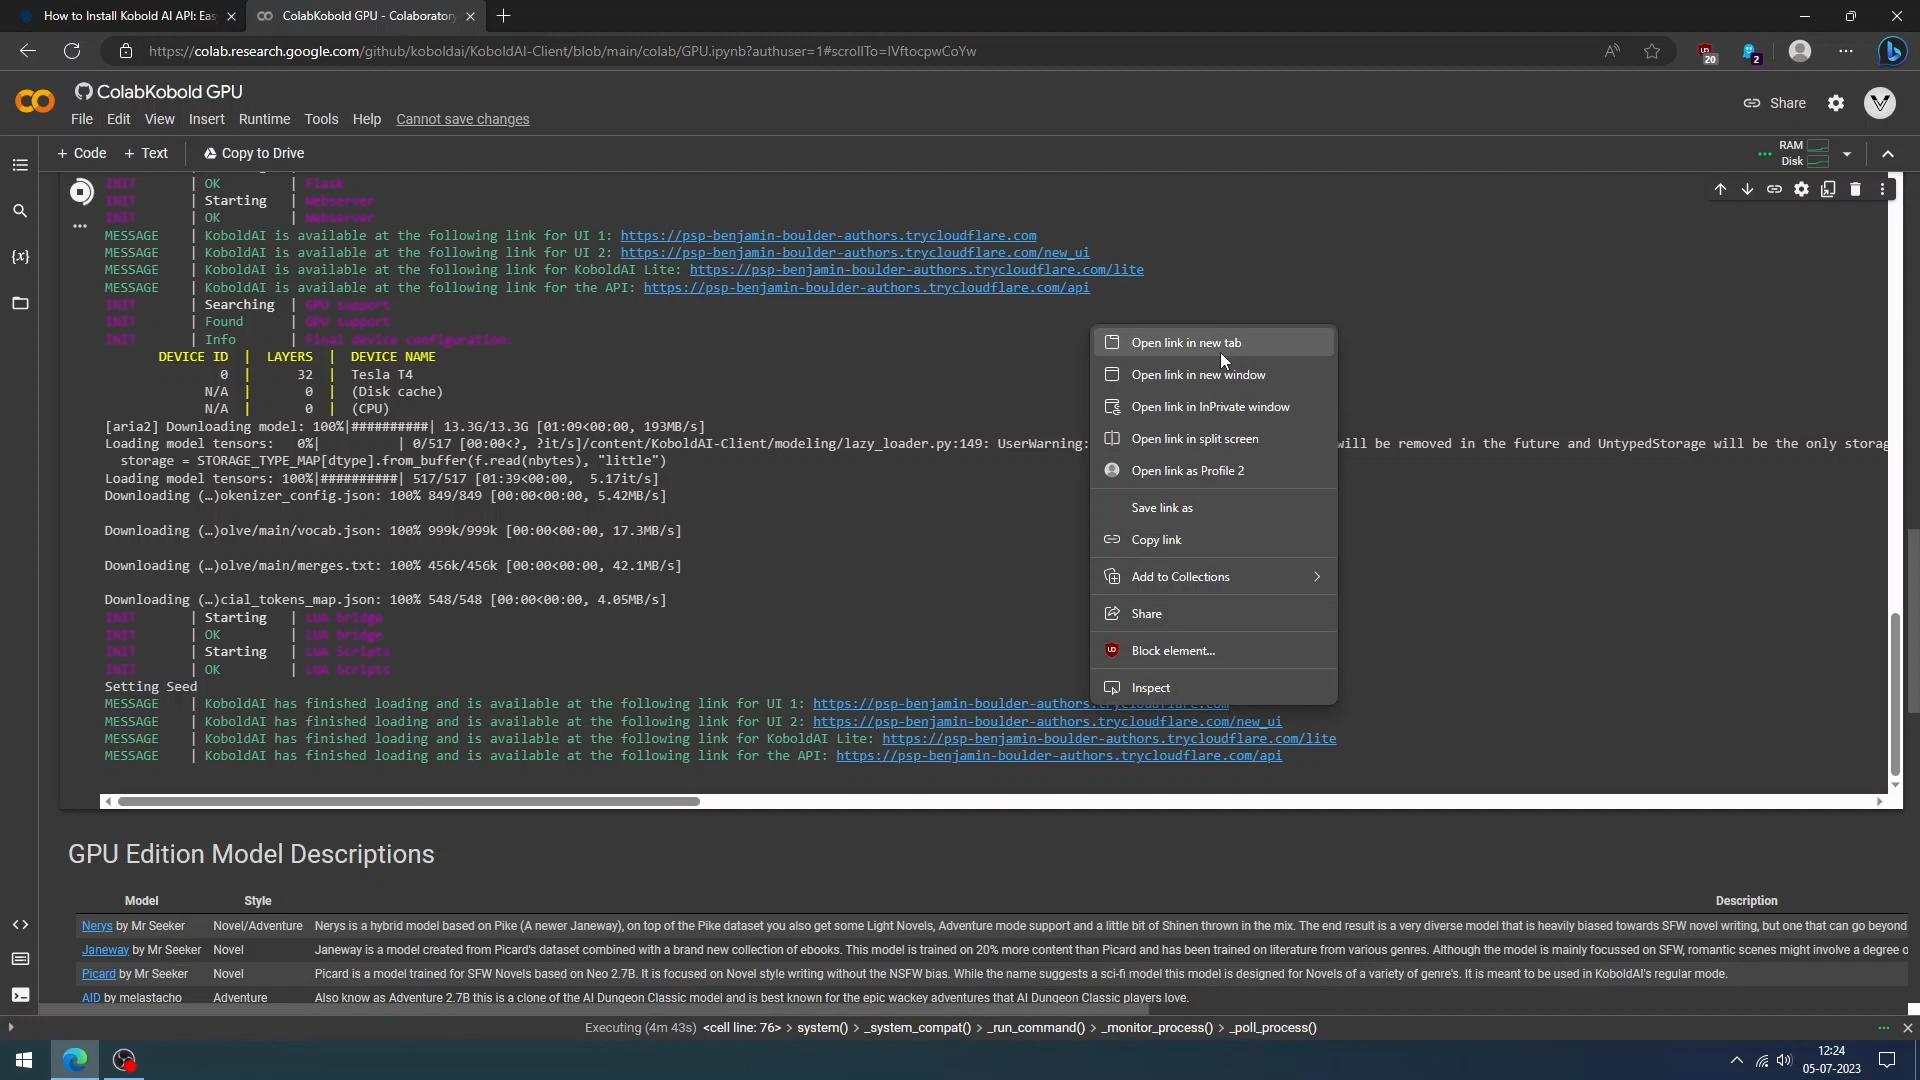 How to Install Kobold AI API: Eas
ColabKobold GPU - Colaboratory
https://colab.research.google.com/github/koboldai/KoboldAI-Client/blob/main/colab/GPU.ipynb?authuser=1#scrollTo=lVftocpwCoYw
20
2
ColabKobold GPU
Share
File Edit View Insert Runtime Tools Help Cannot save changes
+ Code + Text Copy to Drive
RAM
Disk
INIT | OK | Flask
INIT | Starting | Webserver
INIT | OK | Webserver
MESSAGE | KoboldAI is available at the following link for UI 1: https://psp-benjamin-boulder-authors.trycloudflare.com
MESSAGE | KoboldAI is available at the following link for UI 2: https://psp-benjamin-boulder-authors.trycloudflare.com/new_ui
MESSAGE | KoboldAI is available at the following link for KoboldAI Lite: https://psp-benjamin-boulder-authors.trycloudflare.com/lite
MESSAGE | KoboldAI is available at the following link for the API: https://psp-benjamin-boulder-authors.trycloudflare.com/api
INIT | Searching | GPU support
INIT | Found | GPU support
INIT | Info | Final device configuration:
DEVICE ID | LAYERS | DEVICE NAME
0 | 32 | Tesla T4
N/A | 0 | (Disk cache)
N/A | 0 | (CPU)
[aria2] Downloading model: 100%|##########| 13.3G/13.3G [01:09<00:00, 193MB/s]
Loading model tensors: 0%| | 0/517 [00:00<?, ?it/s]/content/KoboldAI-Client/modeling/lazy_loader.py:149: UserWarning: will be removed in the future and UntypedStorage will be the only storag
storage = STORAGE_TYPE_MAP[dtype].from_buffer(f.read(nbytes), "little")
Loading model tensors: 100%|##########| 517/517 [01:39<00:00, 5.17it/s]
Downloading (…)okenizer_config.json: 100% 849/849 [00:00<00:00, 5.42MB/s]
Downloading (…)olve/main/vocab.json: 100% 999k/999k [00:00<00:00, 17.3MB/s]
Downloading (…)olve/main/merges.txt: 100% 456k/456k [00:00<00:00, 42.1MB/s]
Downloading (…)cial_tokens_map.json: 100% 548/548 [00:00<00:00, 4.05MB/s]
INIT | Starting | LUA bridge
INIT | OK | LUA bridge
INIT | Starting | LUA Scripts
INIT | OK | LUA Scripts
Setting Seed
MESSAGE | KoboldAI has finished loading and is available at the following link for UI 1: https://psp-benjamin-boulder-authors.trycloudflare.com
MESSAGE | KoboldAI has finished loading and is available at the following link for UI 2: https://psp-benjamin-boulder-authors.trycloudflare.com/new_ui
MESSAGE | KoboldAI has finished loading and is available at the following link for KoboldAI Lite: https://psp-benjamin-boulder-authors.trycloudflare.com/lite
MESSAGE | KoboldAI has finished loading and is available at the following link for the API: https://psp-benjamin-boulder-authors.trycloudflare.com/api
Open link in new tab
Open link in new window
Open link in InPrivate window
Open link in split screen
Open link as Profile 2
Save link as
Copy link
Add to Collections
Share
Block element...
Inspect
GPU Edition Model Descriptions
Model Style Description
Nerys by Mr Seeker Novel/Adventure Nerys is a hybrid model based on Pike (A newer Janeway), on top of the Pike dataset you also get some Light Novels, Adventure mode support and a little bit of Shinen thrown in the mix. The end result is a very diverse model that is heavily biased towards SFW novel writing, but one that can go beyond
Janeway by Mr Seeker Novel Janeway is a model created from Picard's dataset combined with a brand new collection of ebooks. This model is trained on 20% more content than Picard and has been trained on literature from various genres. Although the model is mainly focussed on SFW, romantic scenes might involve a degree o
Picard by Mr Seeker Novel Picard is a model trained for SFW Novels based on Neo 2.7B. It is focused on Novel style writing without the NSFW bias. While the name suggests a sci-fi model this model is designed for Novels of a variety of genre's. It is meant to be used in KoboldAI's regular mode.
AID by melastacho Adventure Also know as Adventure 2.7B this is a clone of the AI Dungeon Classic model and is best known for the epic wackey adventures that AI Dungeon Classic players love.
Executing (4m 43s) <cell line: 76> > system() > _system_compat() > _run_command() > _monitor_process() > _poll_process()
12:24
05-07-2023